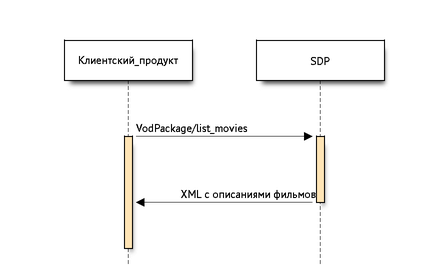 Клиентский_продукт
SDP
VodPackage/list_movies
XML с описаниями фильмов